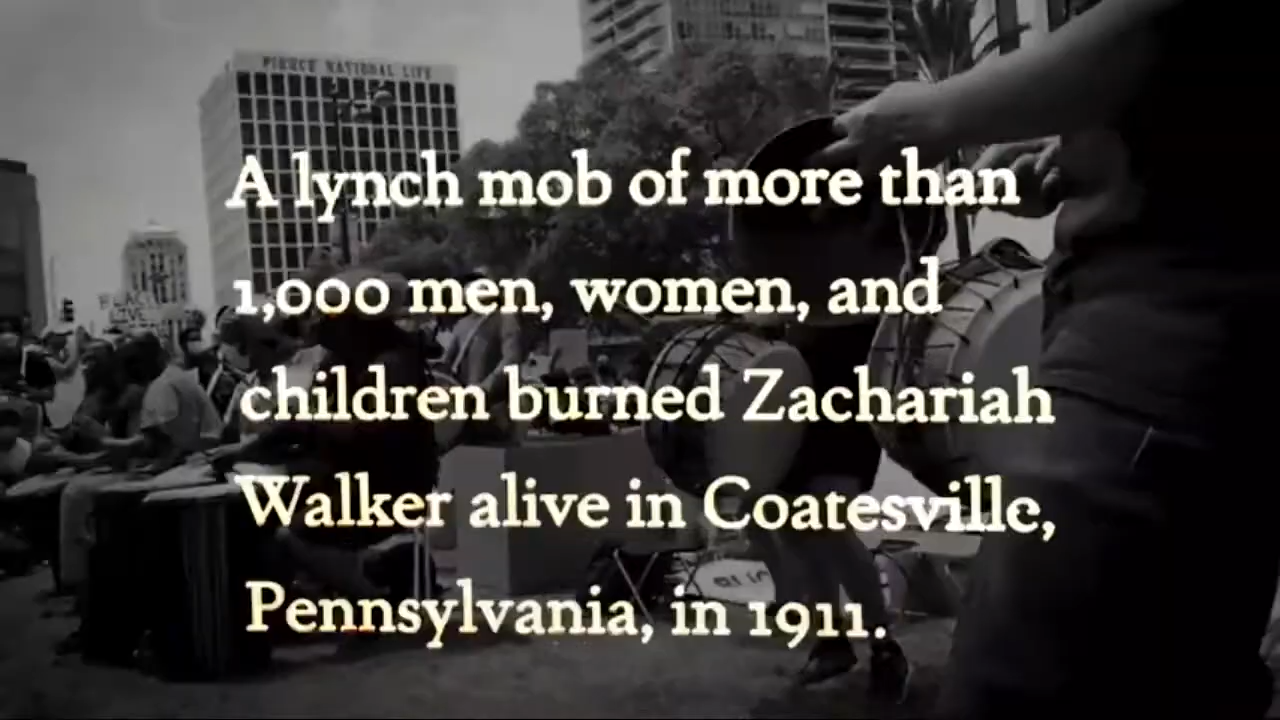 PIERCE NATIONAL LIFE
A lynch mob of more than
1,000 men, women, and
children burned Zachariah
Walker alive in Coatesville,
Pennsylvania, in 1911.